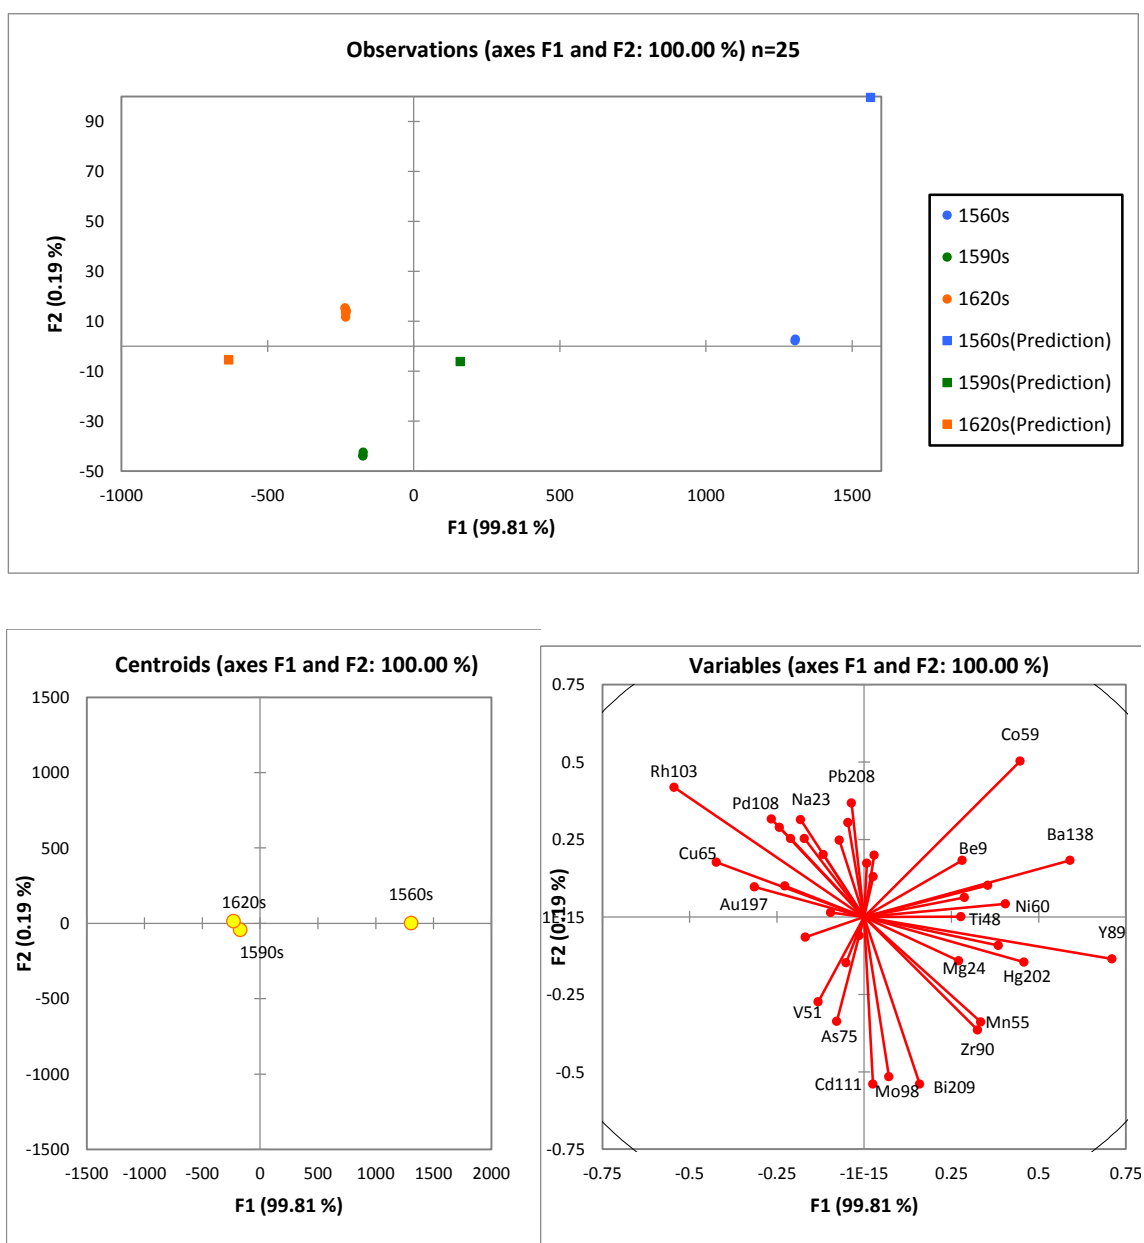 Observations (axes F1 and F2: 100.00 %) n=25
90
70
50
30
10
-10
-30
-50
-1000 -500 0 500 1000 1500
F2 (0.19 %)
F1 (99.81 %)
1560s
1590s
1620s
1560s(Prediction)
1590s(Prediction)
1620s(Prediction)
Centroids (axes F1 and F2: 100.00 %)
1500
1000
500
0
-500
-1000
-1500
-1500 -1000 -500 0 500 1000 1500 2000
F2 (0.19 %)
F1 (99.81 %)
1620s
1560s
1590s
Variables (axes F1 and F2: 100.00 %)
0.75
0.5
0.25
-1E-15
-0.25
-0.5
-0.75
-0.75 -0.5 -0.25 -1E-15 0.25 0.5 0.75
F2 (0.19 %)
F1 (99.81 %)
Co59
Rh103
Pb208
Pd108
Na23
Ba138
Be9
Cu65
Au197
Ni60
Ti48
Y89
Mg24
Hg202
V51
Mn55
As75
Zr90
Cd111
Mo98
Bi209